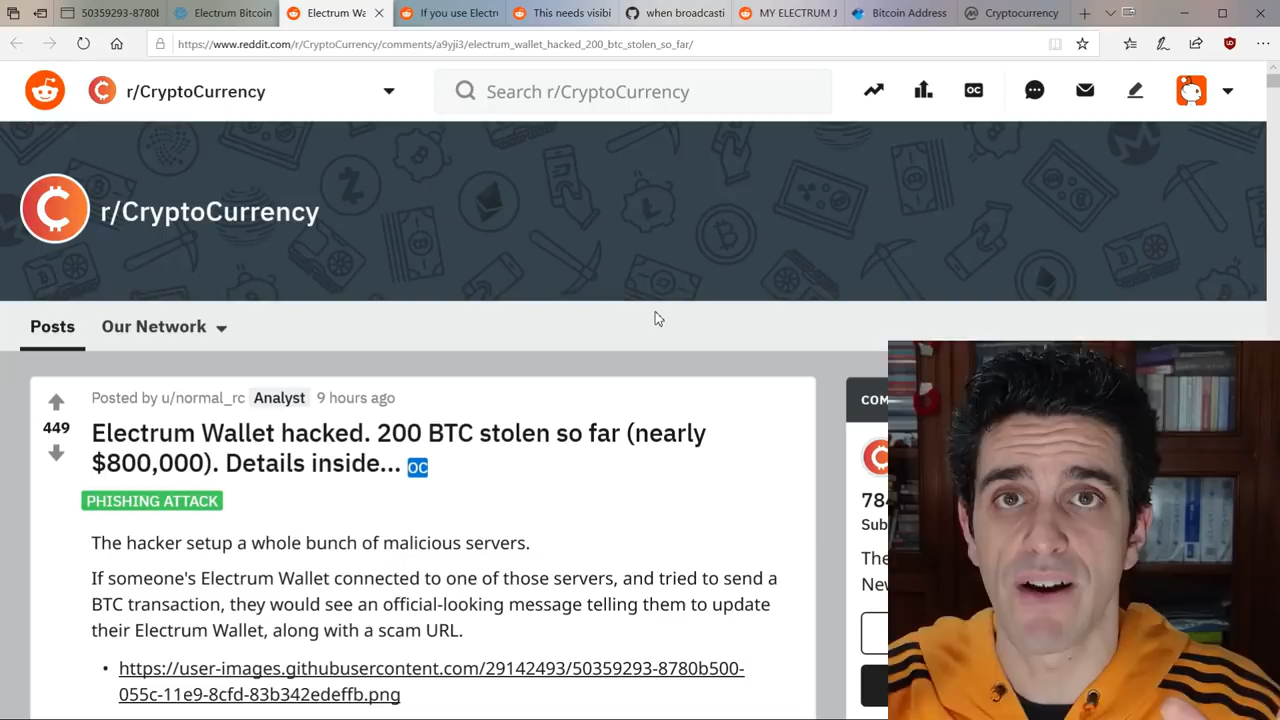 50359293-8780l
Electrum Bitcoin
Electrum Wa
If you use Electr
This needs visibi
when broadcasti
MY ELECTRUM J
Bitcoin Address
Cryptocurrency
https://www.reddit.com/r/CryptoCurrency/comments/a9yji3/electrum_wallet_hacked_200_btc_stolen_so_far/
r/CryptoCurrency
Search r/CryptoCurrency
OC
r/CryptoCurrency
Posts
Our Network
Posted by u/normal_rc Analyst 9 hours ago
449
Electrum Wallet hacked. 200 BTC stolen so far (nearly
$800,000). Details inside... OC
PHISHING ATTACK
The hacker setup a whole bunch of malicious servers.
If someone's Electrum Wallet connected to one of those servers, and tried to send a
BTC transaction, they would see an official-looking message telling them to update
their Electrum Wallet, along with a scam URL.
• https://user-images.githubusercontent.com/29142493/50359293-8780b500-
055c-11e9-8cfd-83b342edeffb.png
COM
784
Sub
The
New